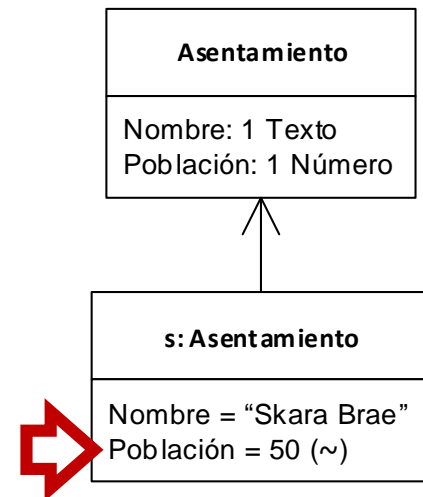 Asentamiento
Nombre: 1 Texto
Población: 1 Número
s: Asentamiento
Nombre = “Skara Brae”
Población = 50 (~)